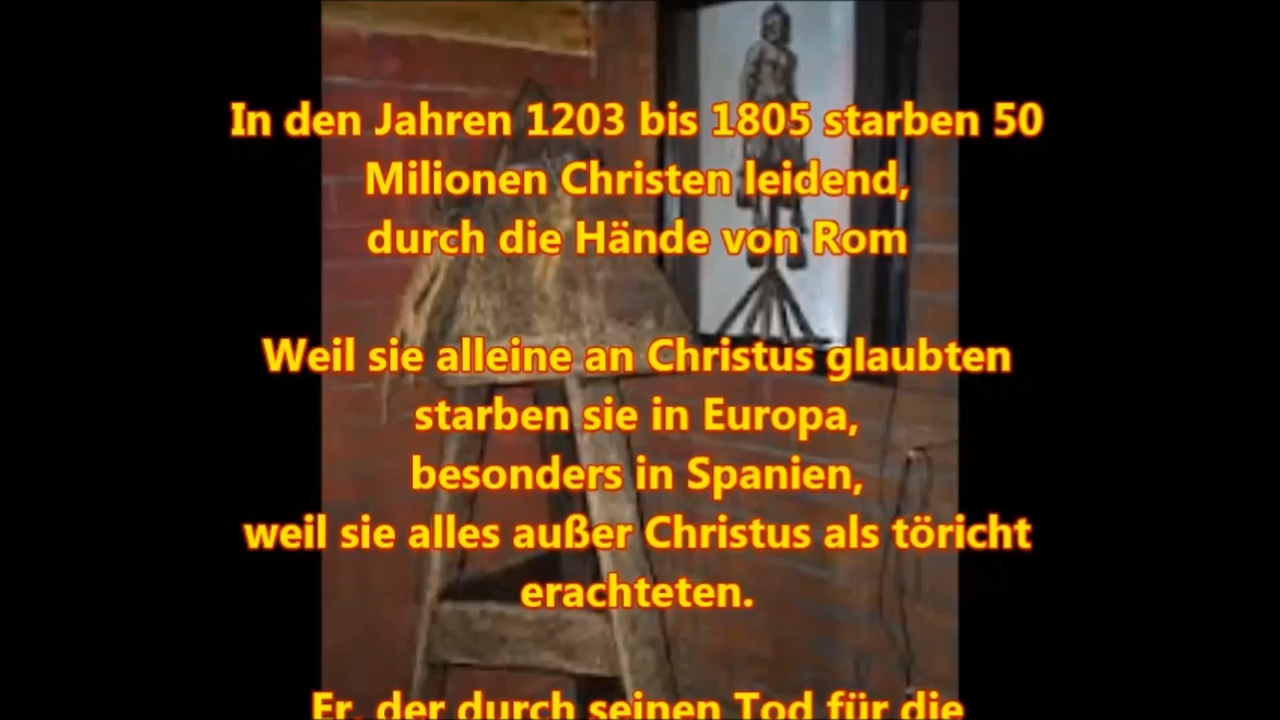 In den Jahren 1203 bis 1805 starben 50
Milionen Christen leidend,
durch die Hände von Rom
Weil sie alleine an Christus glaubten
starben sie in Europa,
besonders in Spanien,
weil sie alles außer Christus als töricht
erachteten.
Er, der durch seinen Tod für die